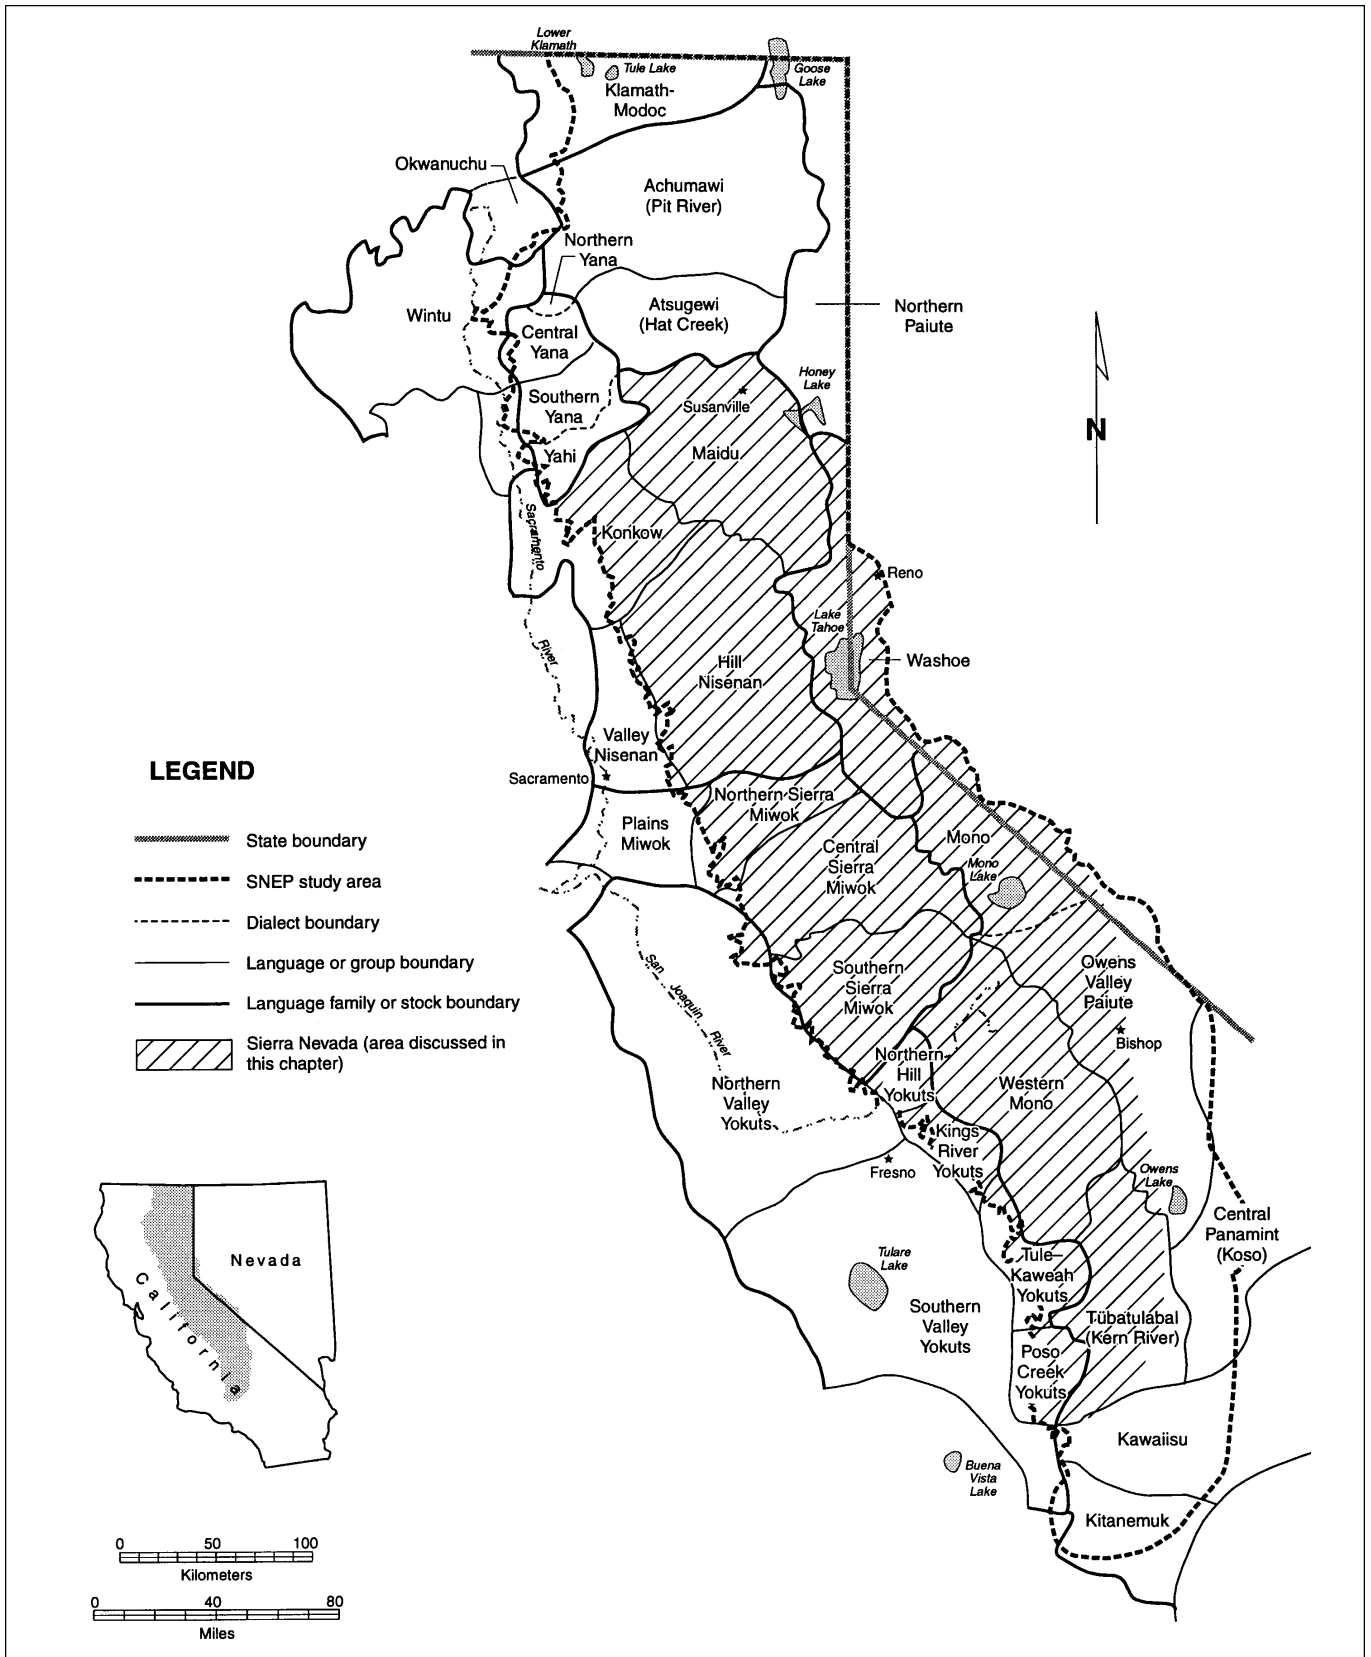 Lower
Klamath
Tule Lake
Goose
Lake
Klamath-
Modoc
Okwanuchu
Achumawi
(Pit River)
Northern
Yana
Wintu
Atsugewi
(Hat Creek)
Northern
Paiute
Central
Yana
Honey
Lake
Southern
Yana
Susanville
N
Maidu
Yahi
Sacramento
Konkow
Reno
Lake
Tahoe
River
Hill
Nisenan
Washoe
Valley
Nisenan
Sacramento
Northern Sierra
Miwok
Plains
Miwok
Central
Sierra
Miwok
Mono
Mono
Lake
LEGEND
State boundary
SNEP study area
Dialect boundary
Language or group boundary
Language family or stock boundary
Sierra Nevada (area discussed in
this chapter)
San
Joaquin
River
Southern
Sierra
Miwok
Owens
Valley
Paiute
Bishop
Northern
Hill
Yokuts
Western
Mono
Northern
Valley
Yokuts
Kings
River
Yokuts
Fresno
Owens
Lake
Central
Panamint
(Koso)
Tule–
Kaweah
Yokuts
Tulare
Lake
Southern
Valley
Yokuts
Tübatulabal
(Kern River)
Poso
Creek
Yokuts
Kawaiisu
Buena
Vista
Lake
Kitanemuk
Nevada
California
0 50 100
Kilometers
0 40 80
Miles